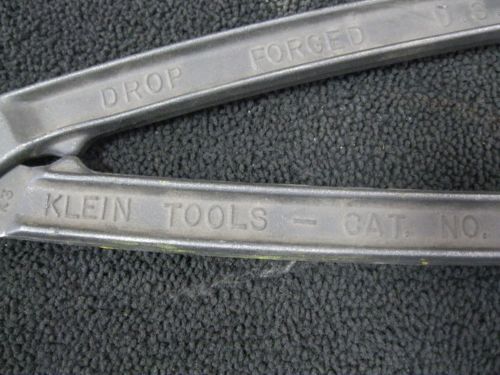 DROP FORGED U.S
KLEIN TOOLS - CAT. NO.